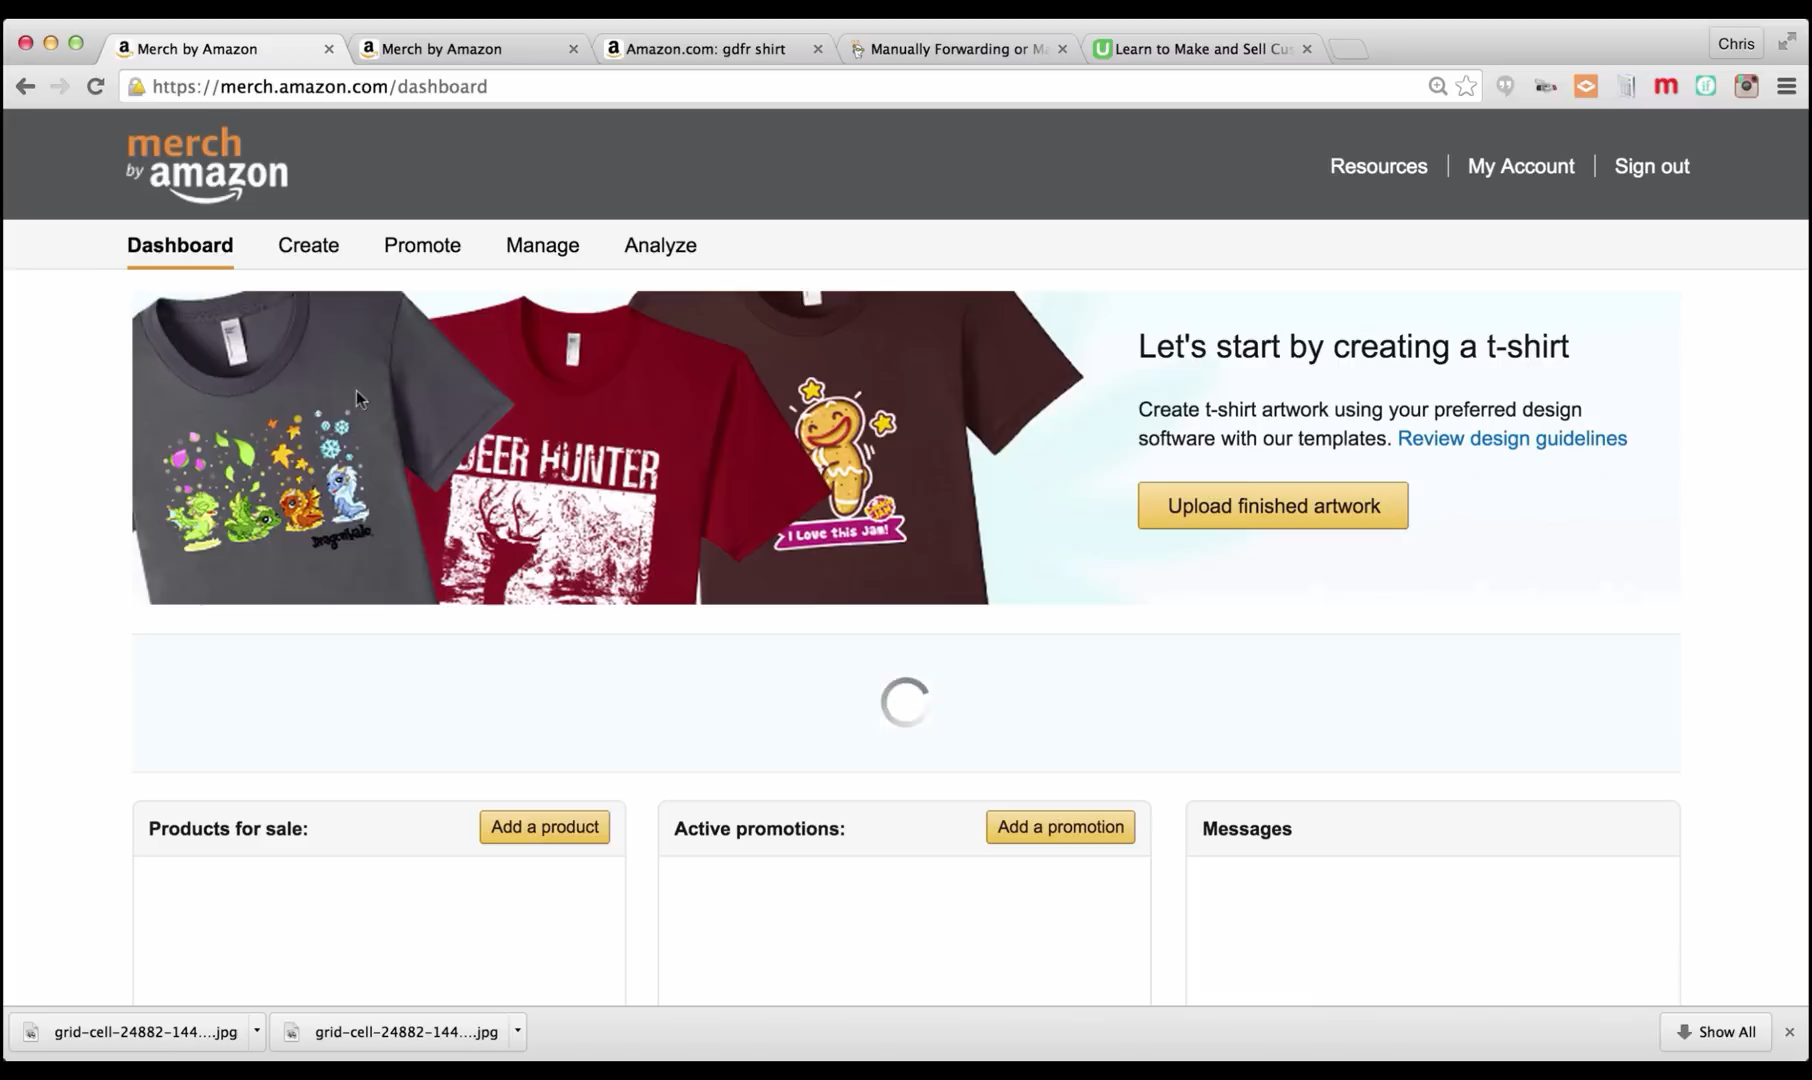 Merch by Amazon
Merch by Amazon
Amazon.com: gdfr shirt
Manually Forwarding or Ma
Learn to Make and Sell Cus
Chris
https://merch.amazon.com/dashboard
merch
by amazon
Resources
My Account
Sign out
Dashboard
Create
Promote
Manage
Analyze
DEER HUNTER
DragonVale
I Love this Jam!
Let's start by creating a t-shirt
Create t-shirt artwork using your preferred design
software with our templates. Review design guidelines
Upload finished artwork
Products for sale:
Add a product
Active promotions:
Add a promotion
Messages
grid-cell-24882-144....jpg
grid-cell-24882-144....jpg
Show All